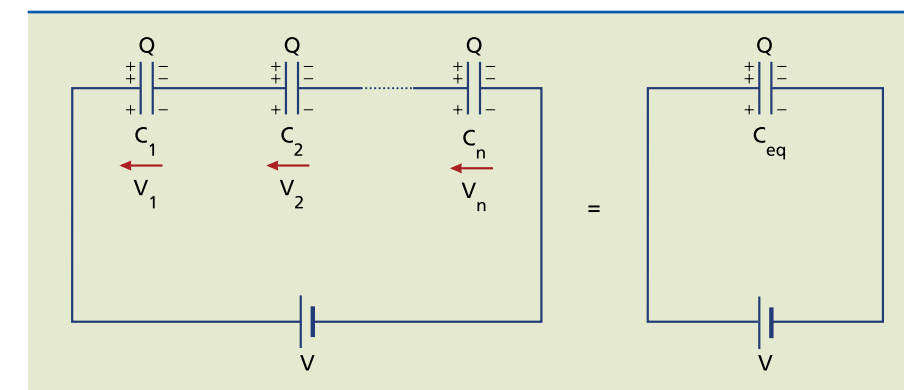 Q Q Q Q
C1 C2 Cn Ceq
V1 V2 Vn
=
V V